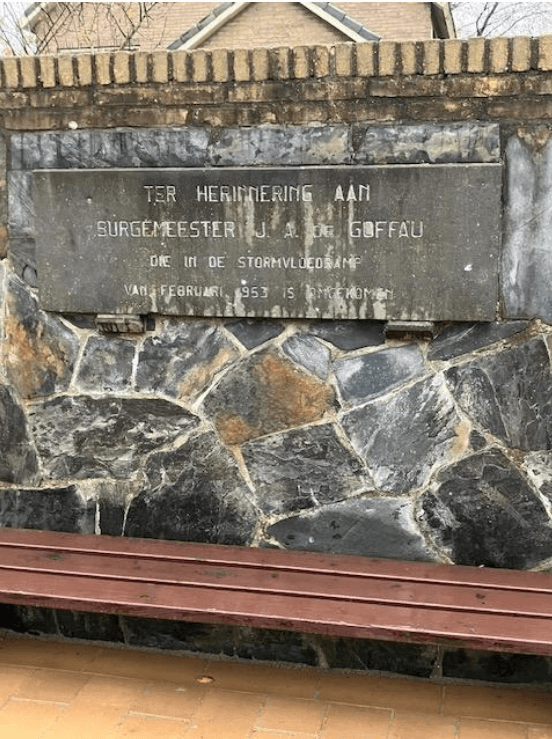 TER HERINNERING AAN
BURGEMEESTER J. A. DE GOFFAU
DIE IN DE STORMVLOEDRAMP
VAN FEBRUARI 1953 IS OMGEKOMEN